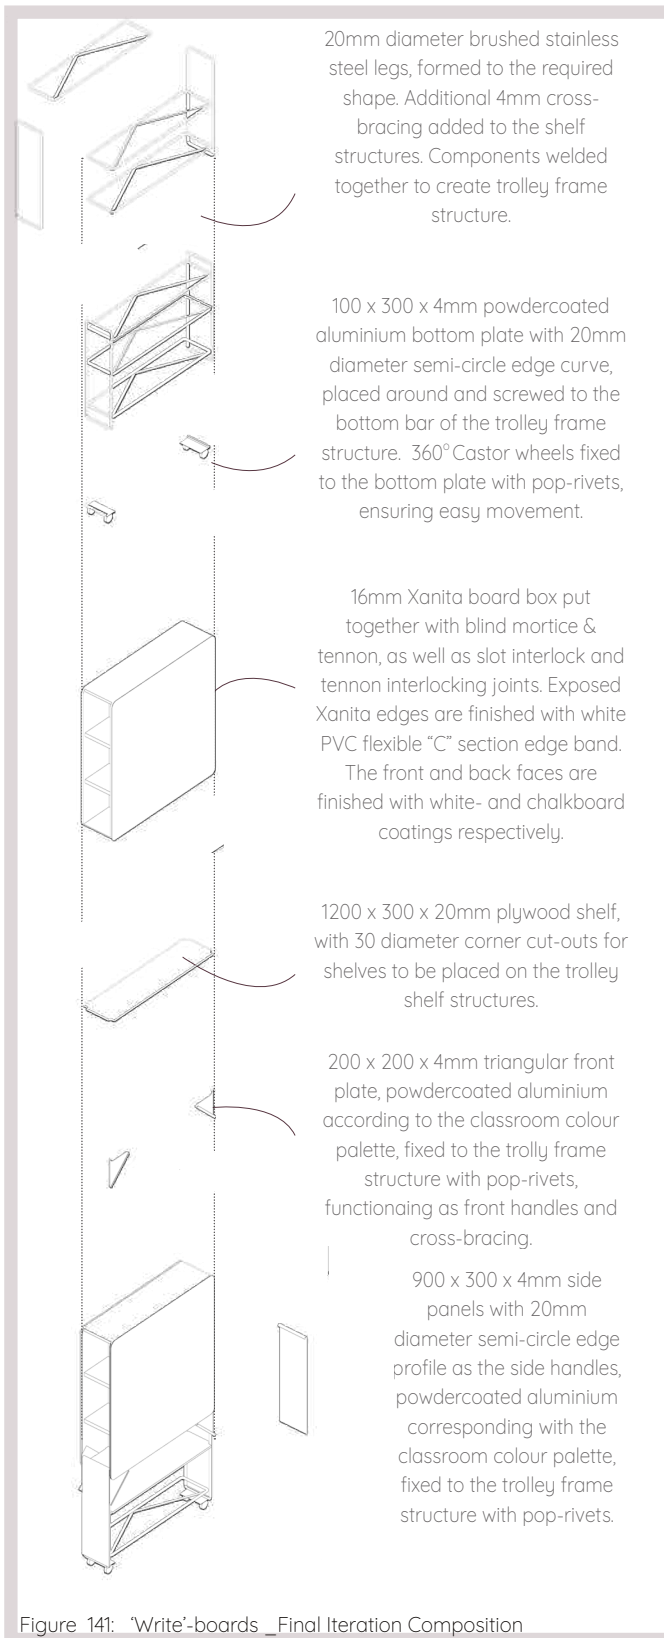 20mm diameter brushed stainless
steel legs, formed to the required
shape. Additional 4mm cross-
bracing added to the shelf
structures. Components welded
together to create trolley frame
structure.
100 x 300 x 4mm powdercoated
aluminium bottom plate with 20mm
diameter semi-circle edge curve,
placed around and screwed to the
bottom bar of the trolley frame
structure. 360° Castor wheels fixed
to the bottom plate with pop-rivets,
ensuring easy movement.
16mm Xanita board box put
together with blind mortice &
tennon, as well as slot interlock and
tennon interlocking joints. Exposed
Xanita edges are finished with white
PVC flexible “C” section edge band.
The front and back faces are
finished with white- and chalkboard
coatings respectively.
1200 x 300 x 20mm plywood shelf,
with 30 diameter corner cut-outs for
shelves to be placed on the trolley
shelf structures.
200 x 200 x 4mm triangular front
plate, powdercoated aluminium
according to the classroom colour
palette, fixed to the trolly frame
structure with pop-rivets,
functionaing as front handles and
cross-bracing.
900 x 300 x 4mm side
panels with 20mm
diameter semi-circle edge
profile as the side handles,
powdercoated aluminium
corresponding with the
classroom colour palette,
fixed to the trolley frame
structure with pop-rivets.
Figure 141: ‘Write’-boards _Final Iteration Composition